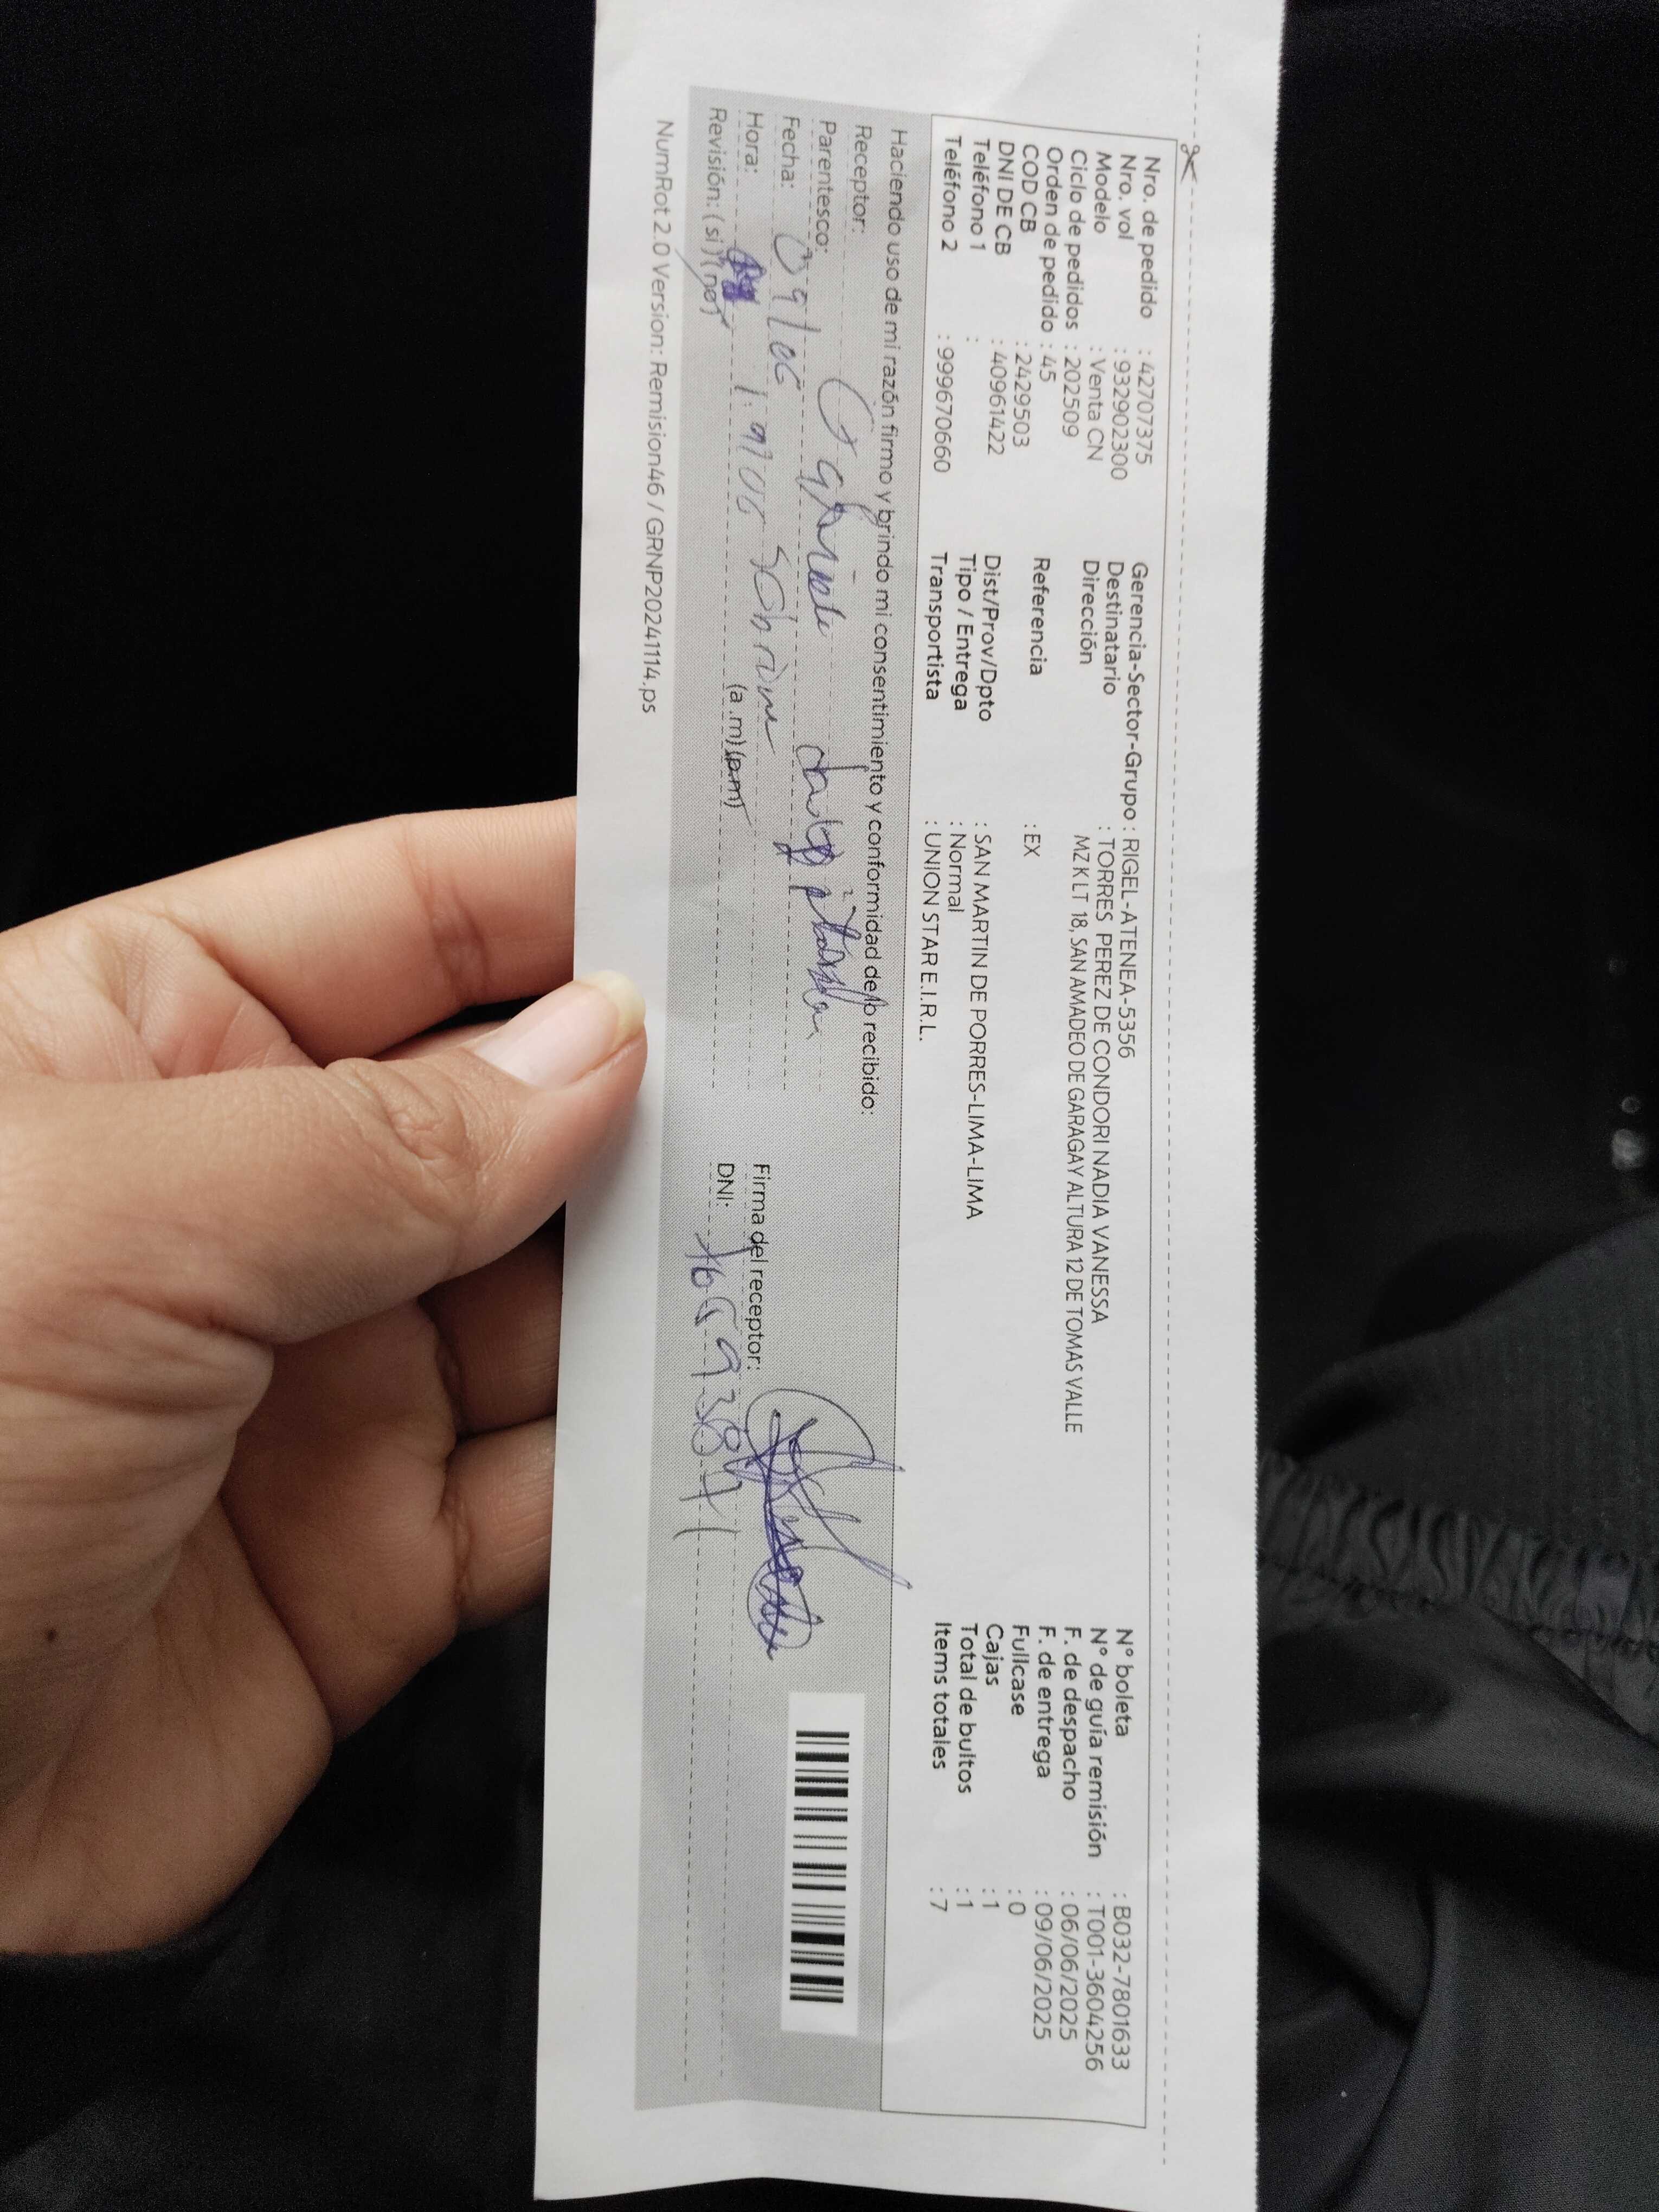 Nro. de pedido : 42707375
Nro. vol : 932902300
Modelo : Venta CN
Ciclo de pedidos : 202509
Orden de pedido : 45
COD CB : 2429503
DNI DE CB : 40961422
Teléfono 1 :
Teléfono 2 : 999670660
Gerencia-Sector-Grupo : RIGEL-ATENEA-5356
Destinatario : TORRES PEREZ DE CONDORI NADIA VANESSA
Dirección MZ K LT 18, SAN AMADEO DE GARAGAY ALTURA 12 DE TOMAS VALLE
Referencia : EX
Dist/Prov/Dpto : SAN MARTIN DE PORRES-LIMA-LIMA
Tipo / Entrega : Normal
Transportista : UNION STAR E.I.R.L.
N° boleta : B032-7801633
N° de guía remisión : T001-3604256
F. de despacho : 06/06/2025
F. de entrega : 09/06/2025
Fullcase : 0
Cajas : 1
Total de bultos : 1
Items totales : 7
Haciendo uso de mi razón firmo y brindo mi consentimiento y conformidad de lo recibido:
Receptor:
Parentesco:
Fecha: 09/06
Hora: (a.m) (p.m)
Revisión: (si) (no)
Firma del receptor:
DNI:
NumRot 2.0 Version: Remision46 / GRNP20241114.ps